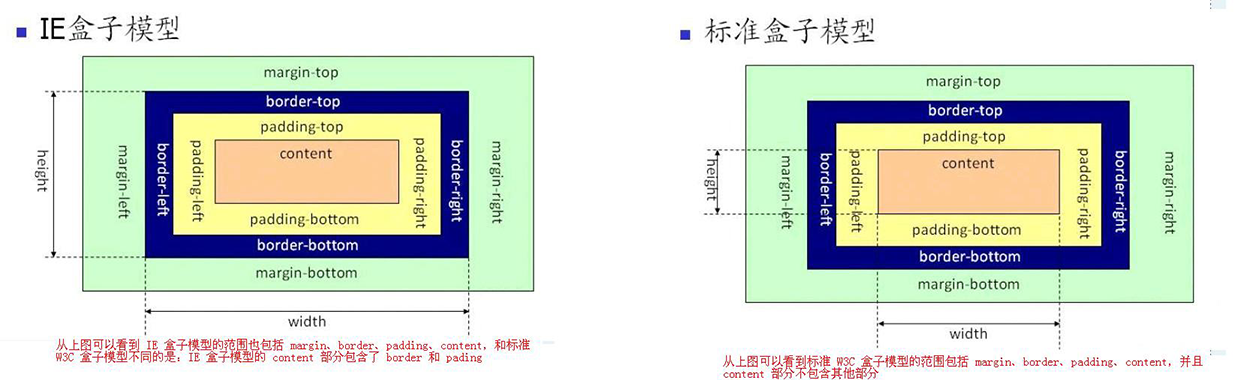 IE盒子模型
margin-top
border-top
padding-top
content
height
margin-left
border-left
padding-left
padding-right
border-right
margin-right
padding-bottom
border-bottom
margin-bottom
width
从上图可以看到 IE 盒子模型的范围也包括 margin、border、padding、content，和标准
W3C 盒子模型不同的是：IE 盒子模型的 content 部分包含了 border 和 pading
标准盒子模型
margin-top
border-top
padding-top
content
height
margin-left
border-left
padding-left
padding-right
border-right
margin-right
padding-bottom
border-bottom
margin-bottom
width
从上图可以看到标准 W3C 盒子模型的范围包括 margin、border、padding、content，并且
content 部分不包含其他部分